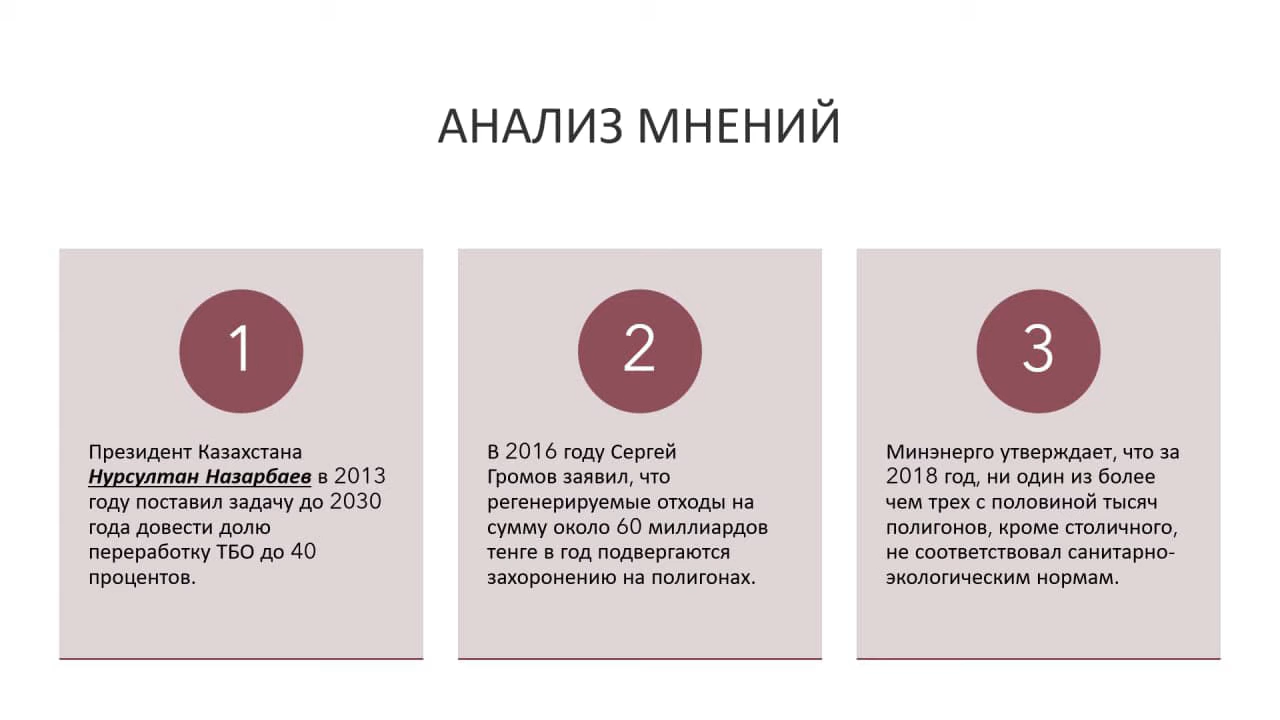 АНАЛИЗ МНЕНИЙ
1
Президент Казахстана
Нурсултан Назарбаев в 2013
году поставил задачу до 2030
года довести долю
переработку ТБО до 40
процентов.
2
В 2016 году Сергей
Громов заявил, что
регенерируемые отходы на
сумму около 60 миллиардов
тенге в год подвергаются
захоронению на полигонах.
3
Минэнерго утверждает, что за
2018 год, ни один из более
чем трех с половиной тысяч
полигонов, кроме столичного,
не соответствовал санитарно-
экологическим нормам.